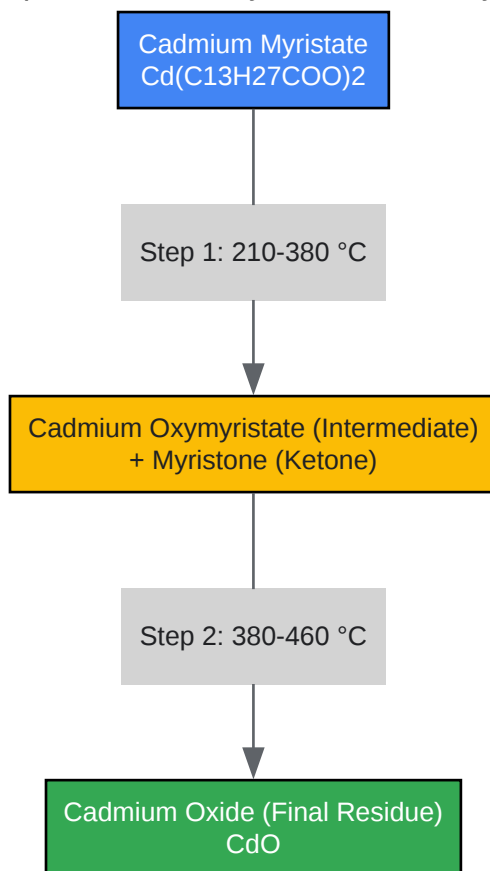 Cadmium Myristate
Cd(C13H27COO)2
Step 1: 210-380 °C
Cadmium Oxymyristate (Intermediate)
+ Myristone (Ketone)
Step 2: 380-460 °C
Cadmium Oxide (Final Residue)
CdO